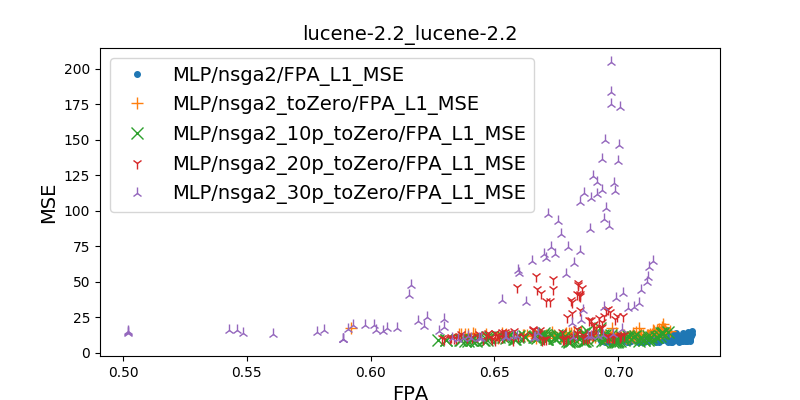 lucene-2.2_lucene-2.2
MLP/nsga2/FPA_L1_MSE
MLP/nsga2_toZero/FPA_L1_MSE
MLP/nsga2_10p_toZero/FPA_L1_MSE
MLP/nsga2_20p_toZero/FPA_L1_MSE
MLP/nsga2_30p_toZero/FPA_L1_MSE
MSE
200
175
150
125
100
75
50
25
0
0.50 0.55 0.60 0.65 0.70
FPA